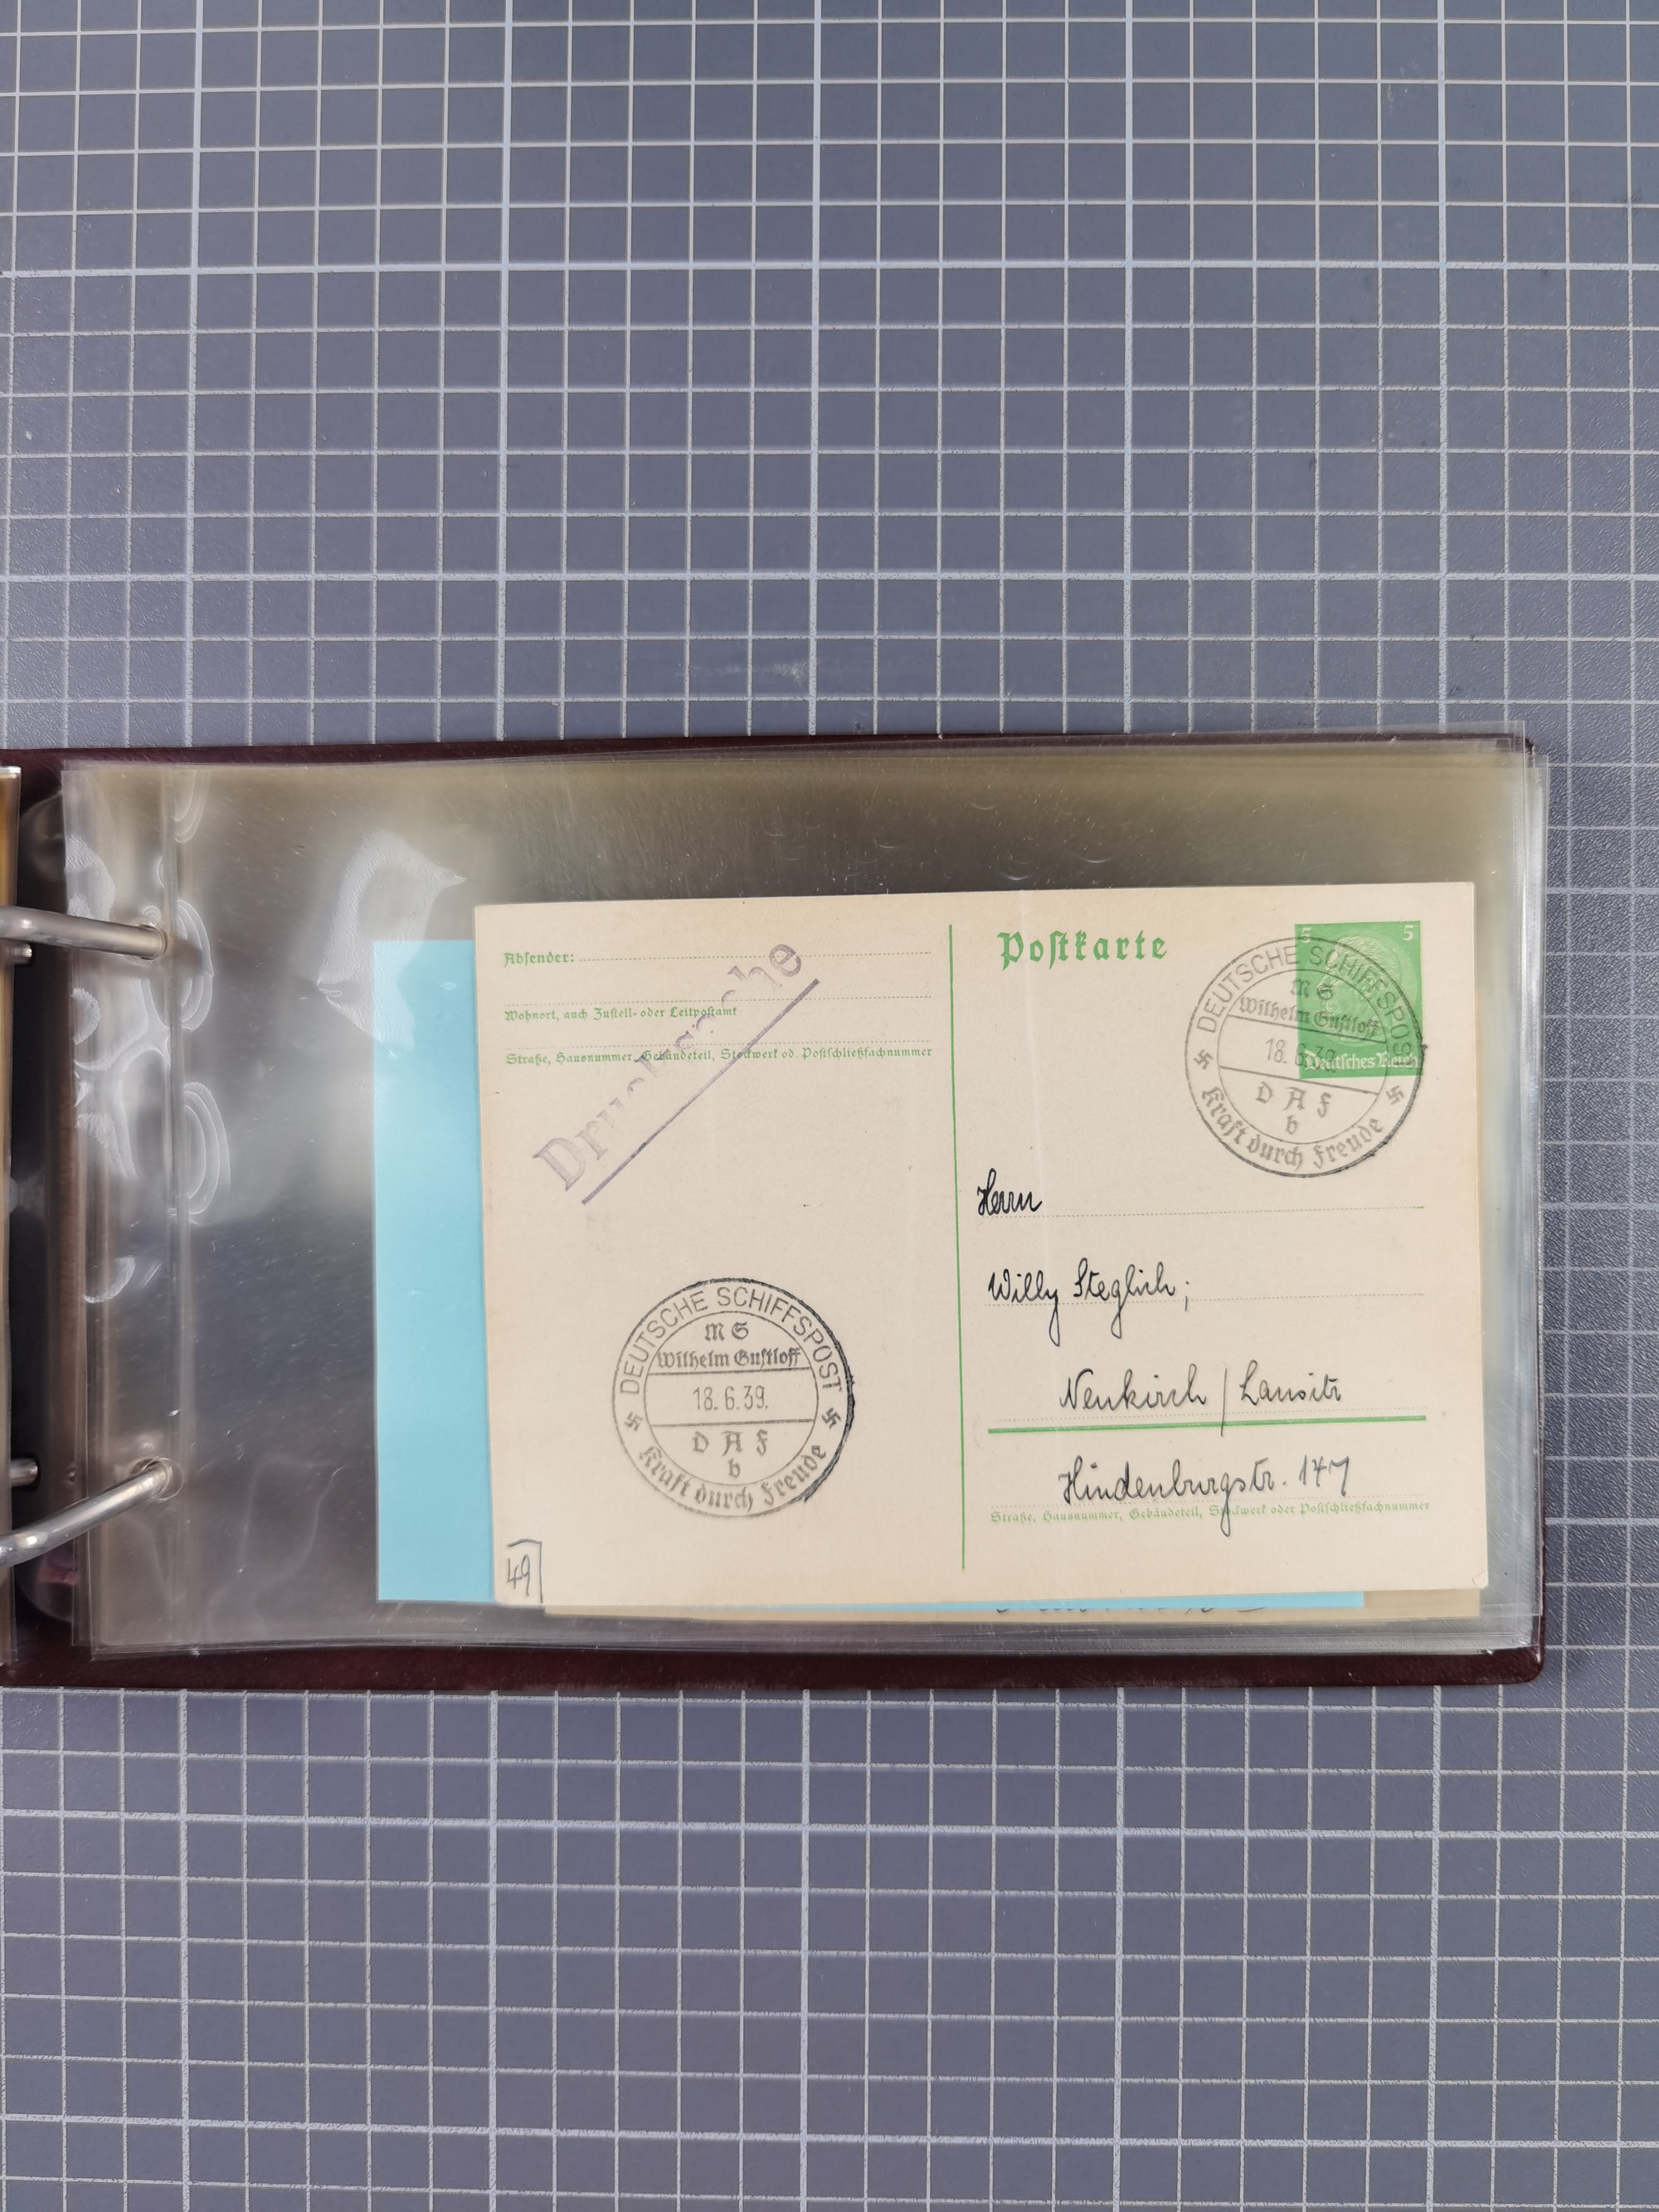 Absender:
Wohnort, auch Zustell- oder Leitpostamt
Straße, Hausnummer, Gebäudeteil, Stockwerk od. Postschließfachnummer
Drucksache
DEUTSCHE SCHIFFSPOST
MS
Wilhelm Gustloff
18.6.39.
DAF
b
Kraft durch Freude
49
Postkarte
5 5
Deutsches Reich
DEUTSCHE SCHIFFSPOST
MS
Wilhelm Gustloff
18.6.39.
DAF
b
Kraft durch Freude
Herrn
Willy Steglich;
Neukirch / Lausitz
Hindenburgstr. 147
Straße, Hausnummer, Gebäudeteil, Stockwerk oder Postschließfachnummer